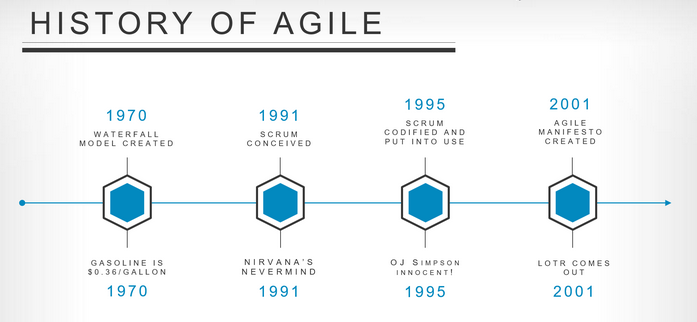 HISTORY OF AGILE
1970
WATERFALL
MODEL CREATED
1991
SCRUM
CONCEIVED
1995
SCRUM
CODIFIED AND
PUT INTO USE
2001
AGILE
MANIFESTO
CREATED
GASOLINE IS
$0.36/GALLON
1970
NIRVANA'S
NEVERMIND
1991
OJ SIMPSON
INNOCENT!
1995
LOTR COMES
OUT
2001